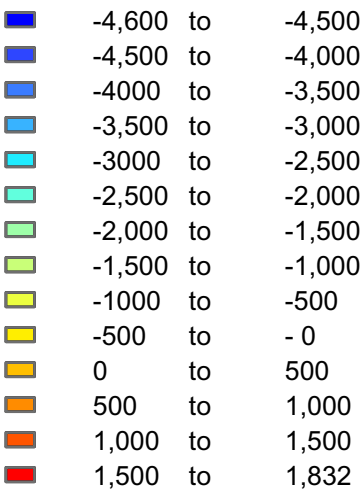 -4,600 to -4,500
-4,500 to -4,000
-4000 to -3,500
-3,500 to -3,000
-3000 to -2,500
-2,500 to -2,000
-2,000 to -1,500
-1,500 to -1,000
-1000 to -500
-500 to - 0
0 to 500
500 to 1,000
1,000 to 1,500
1,500 to 1,832